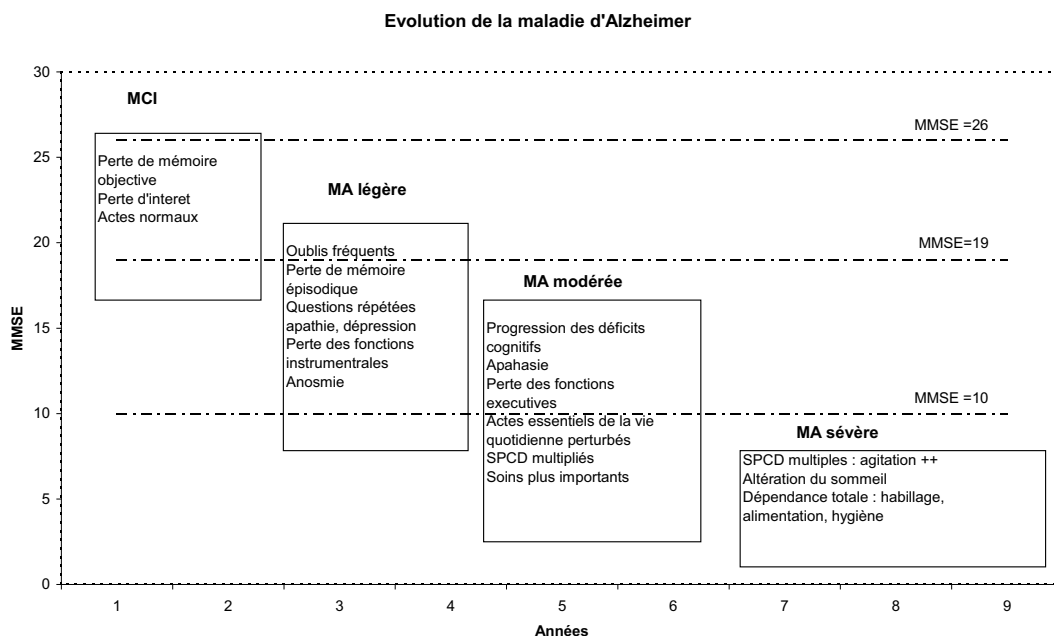 Evolution de la maladie d'Alzheimer
30
MCI
MMSE =26
25
Perte de mémoire
objective
Perte d'interet
Actes normaux
MA légère
20
MMSE=19
Oublis fréquents
Perte de mémoire
épisodique
Questions répétées
apathie, dépression
Perte des fonctions
instrumentrales
Anosmie
MA modérée
15
Progression des déficits
cognitifs
Apahasie
Perte des fonctions
executives
Actes essentiels de la vie
quotidienne perturbés
SPCD multipliés
Soins plus importants
MMSE
10
MMSE =10
MA sévère
SPCD multiples : agitation ++
Altération du sommeil
Dépendance totale : habillage,
alimentation, hygiène
5
0
1 2 3 4 5 6 7 8 9
Années